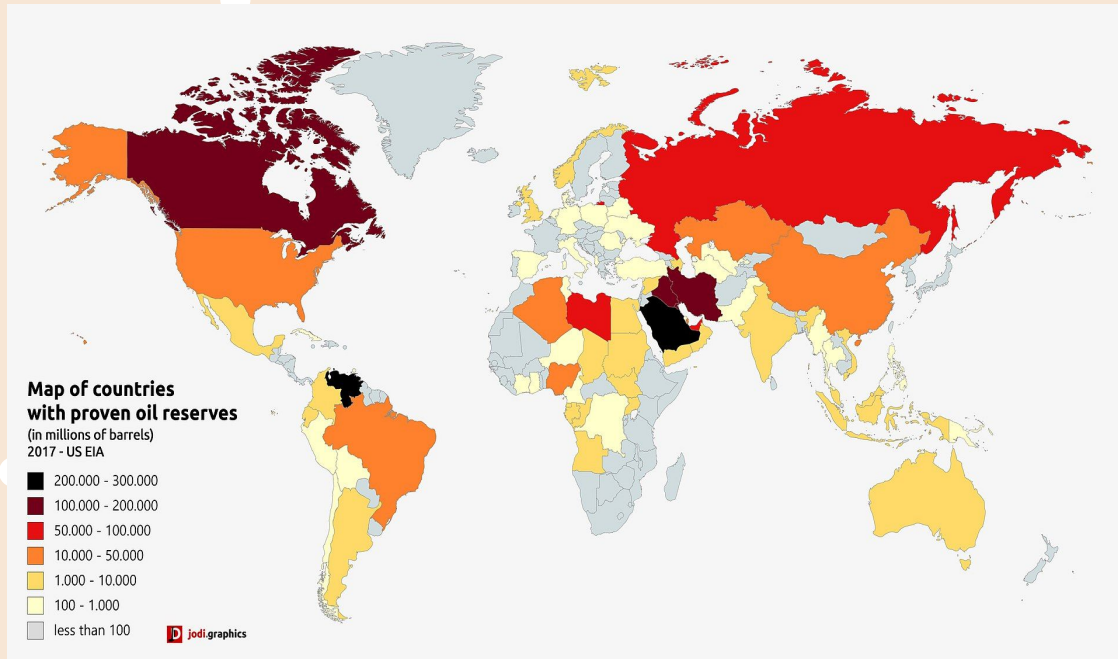 Map of countries
with proven oil reserves
(in millions of barrels)
2017 - US EIA
200.000 - 300.000
100.000 - 200.000
50.000 - 100.000
10.000 - 50.000
1.000 - 10.000
100 - 1.000
less than 100
jodi.graphics